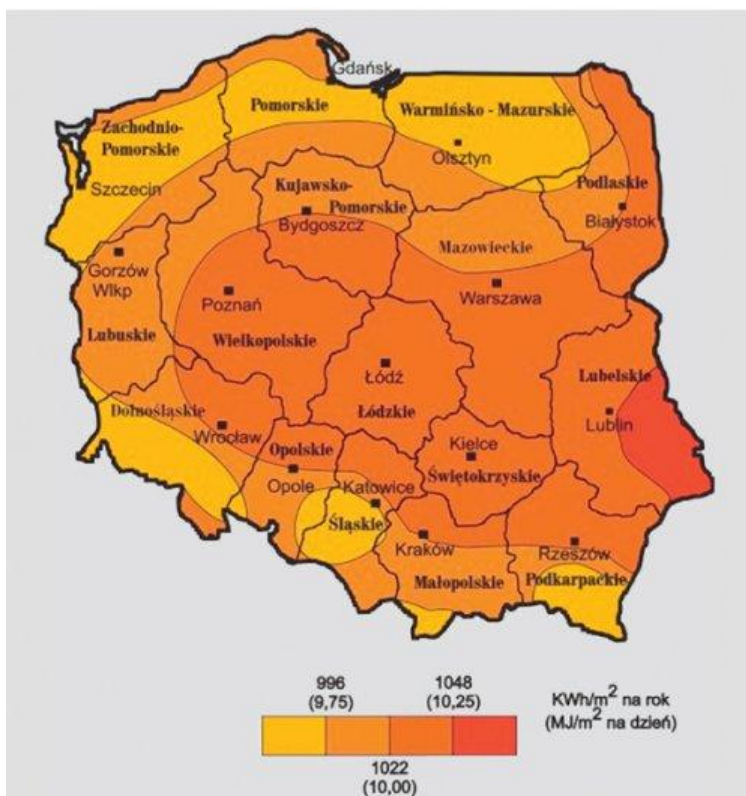 Gdańsk
Pomorskie
Warmińsko - Mazurskie
Zachodnio-
Pomorskie
Olsztyn
Szczecin
Kujawsko-
Pomorskie
Podlaskie
Bydgoszcz
Białystok
Mazowieckie
Gorzów
Wlkp
Poznań
Warszawa
Lubuskie
Wielkopolskie
Łódź
Lubelskie
Łódzkie
Dolnośląskie
Lublin
Wrocław
Opolskie
Kielce
Świętokrzyskie
Opole
Katowice
Śląskie
Kraków
Rzeszów
Małopolskie
Podkarpackie
996
(9,75)
1048
(10,25)
KWh/m² na rok
(MJ/m² na dzień)
1022
(10,00)